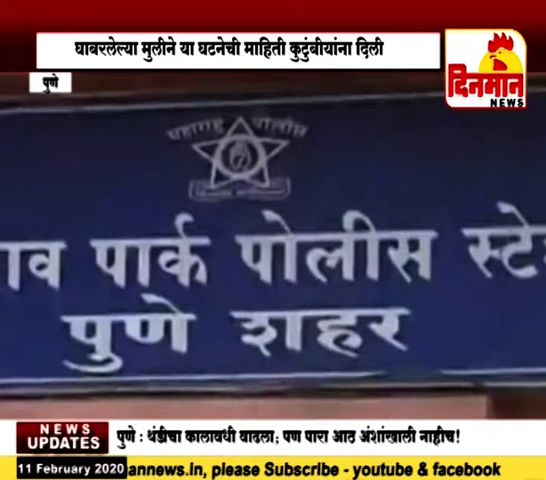 घाबरलेल्या मुलीने या घटनेची माहिती कुटुंबीयांना दिली
दिनमान
NEWS
पुणे
महाराष्ट्र पोलीस
ाव पार्क पोलीस स्टे
पुणे शहर
NEWS
UPDATES
पुणे : थंडीचा कालावधी वाढला; पण पारा आठ अंशांखाली नाहीच!
11 February 2020
annews.in, please Subscribe - youtube & facebook